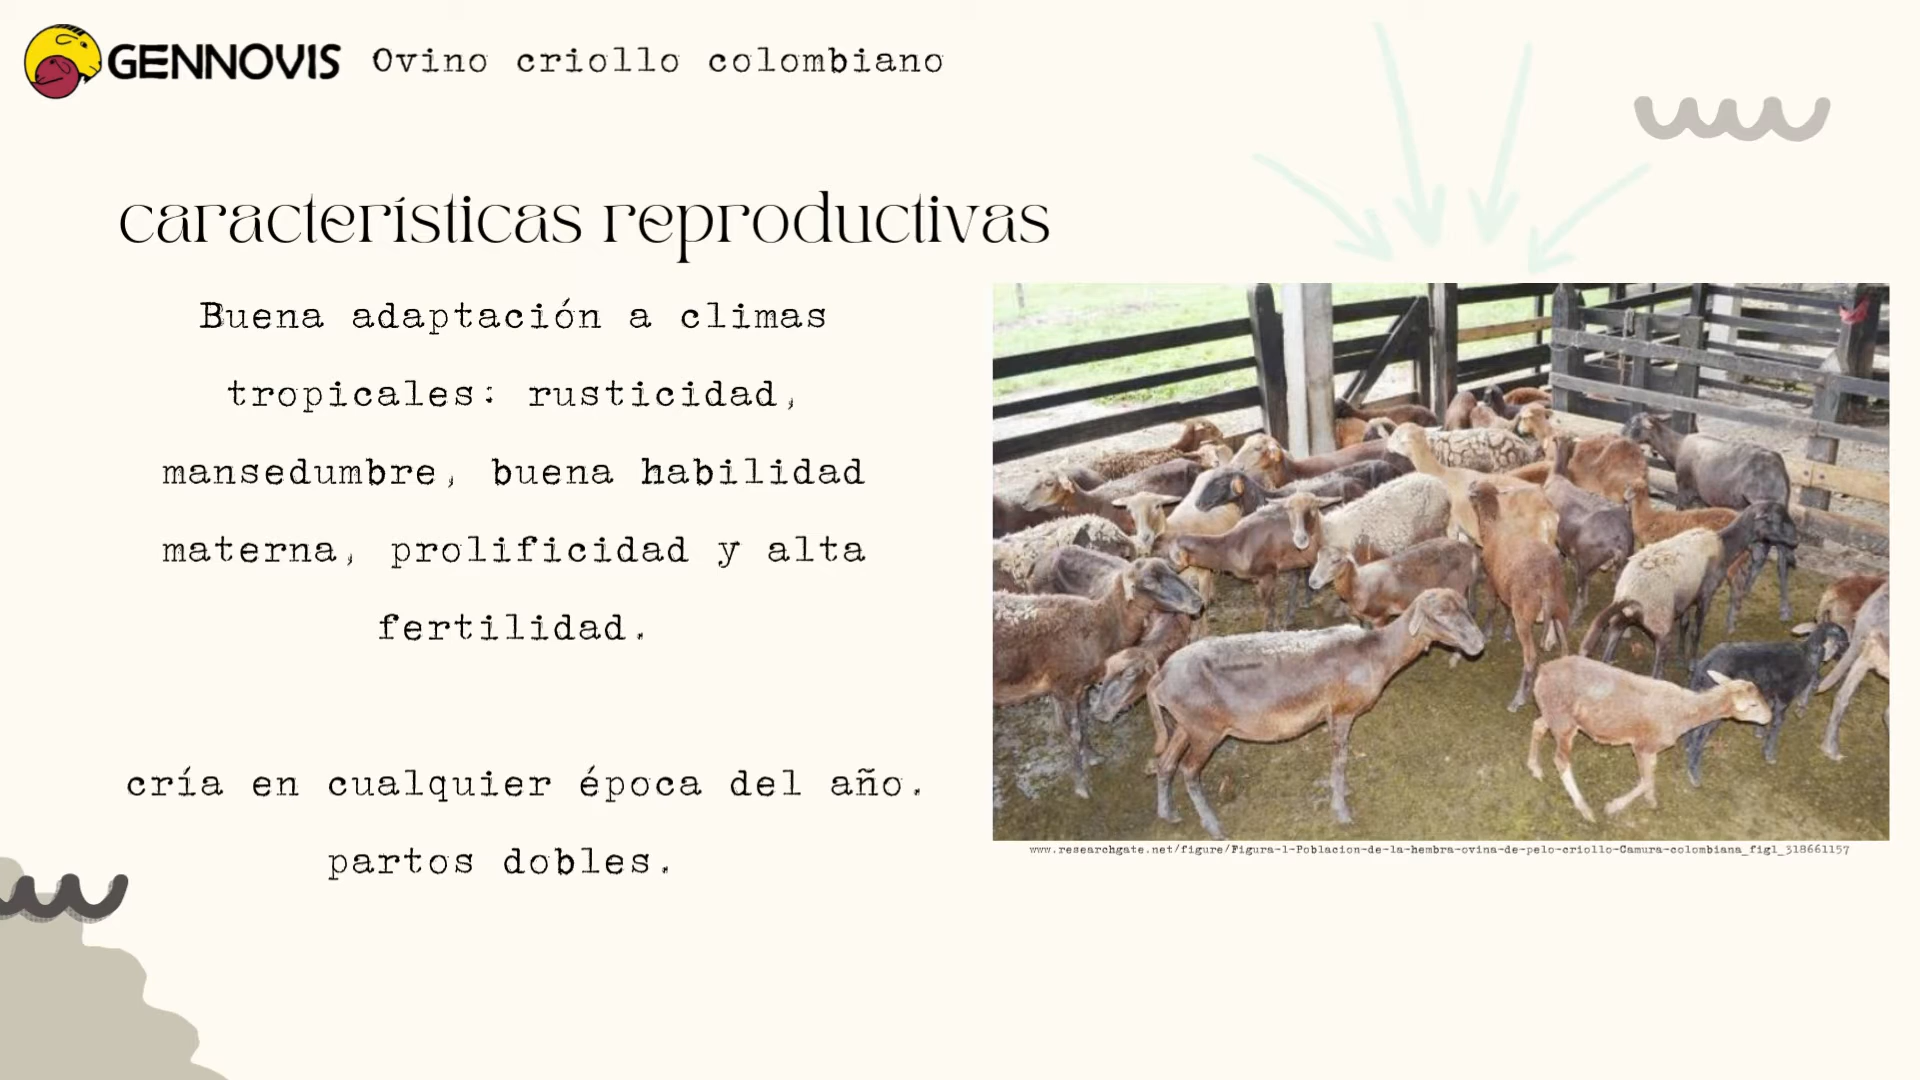 GENNOVIS
Ovino criollo colombiano
características reproductivas
Buena adaptación a climas
tropicales: rusticidad,
mansedumbre, buena habilidad
materna, prolificidad y alta
fertilidad.
cría en cualquier época del año.
partos dobles.
www.researchgate.net/figure/Figura-1-Poblacion-de-la-hembra-ovina-de-pelo-criollo-Camura-colombiana_fig1_318661157